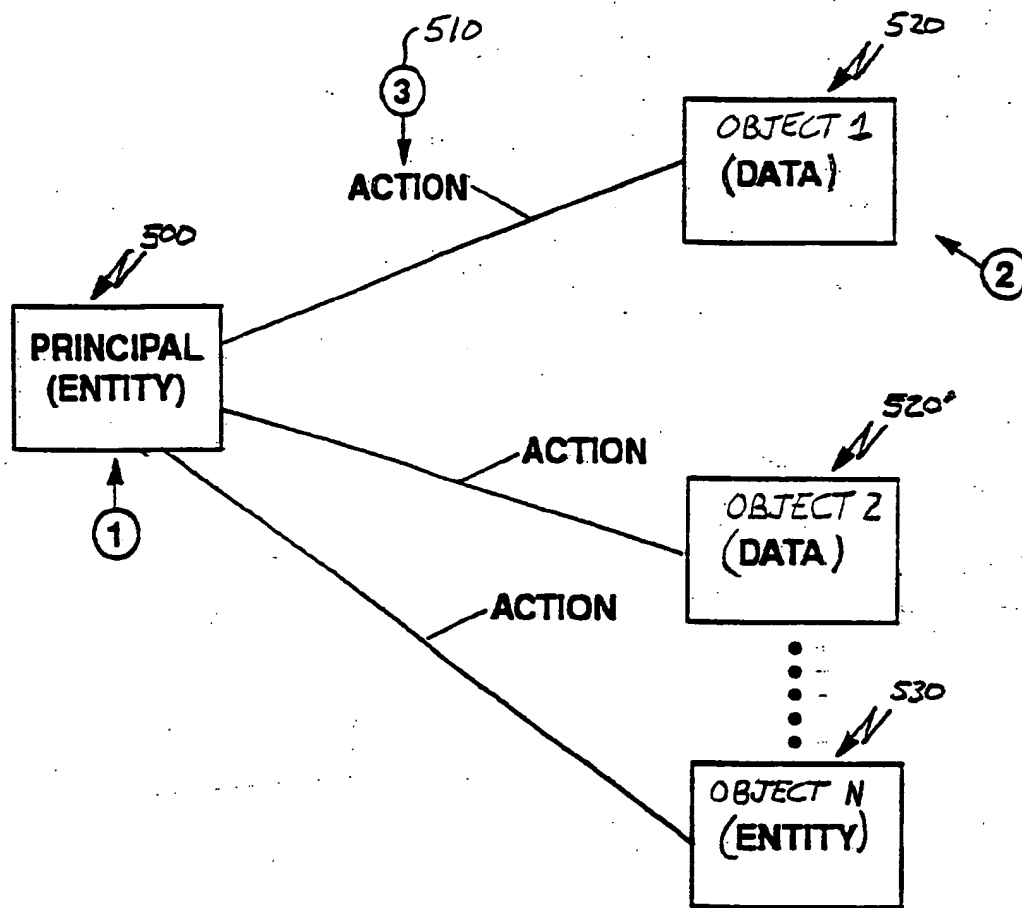 510
3
ACTION
520
OBJECT 1
(DATA)
2
500
PRINCIPAL
(ENTITY)
1
ACTION
520'
OBJECT 2
(DATA)
ACTION
530
OBJECT N
(ENTITY)